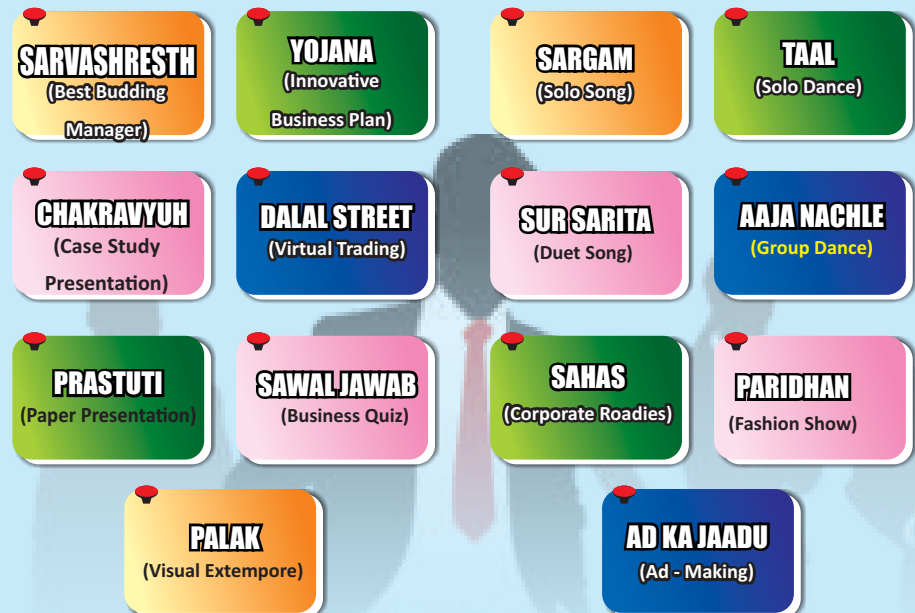 SARVASHRESTH
(Best Budding
Manager)
YOJANA
(Innovative
Business Plan)
SARGAM
(Solo Song)
TAAL
(Solo Dance)
CHAKRAVYUH
(Case Study
Presentation)
DALAL STREET
(Virtual Trading)
SUR SARITA
(Duet Song)
AAJA NACHLE
(Group Dance)
PRASTUTI
(Paper Presentation)
SAWAL JAWAB
(Business Quiz)
SAHAS
(Corporate Roadies)
PARIDHAN
(Fashion Show)
PALAK
(Visual Extempore)
AD KA JAADU
(Ad - Making)